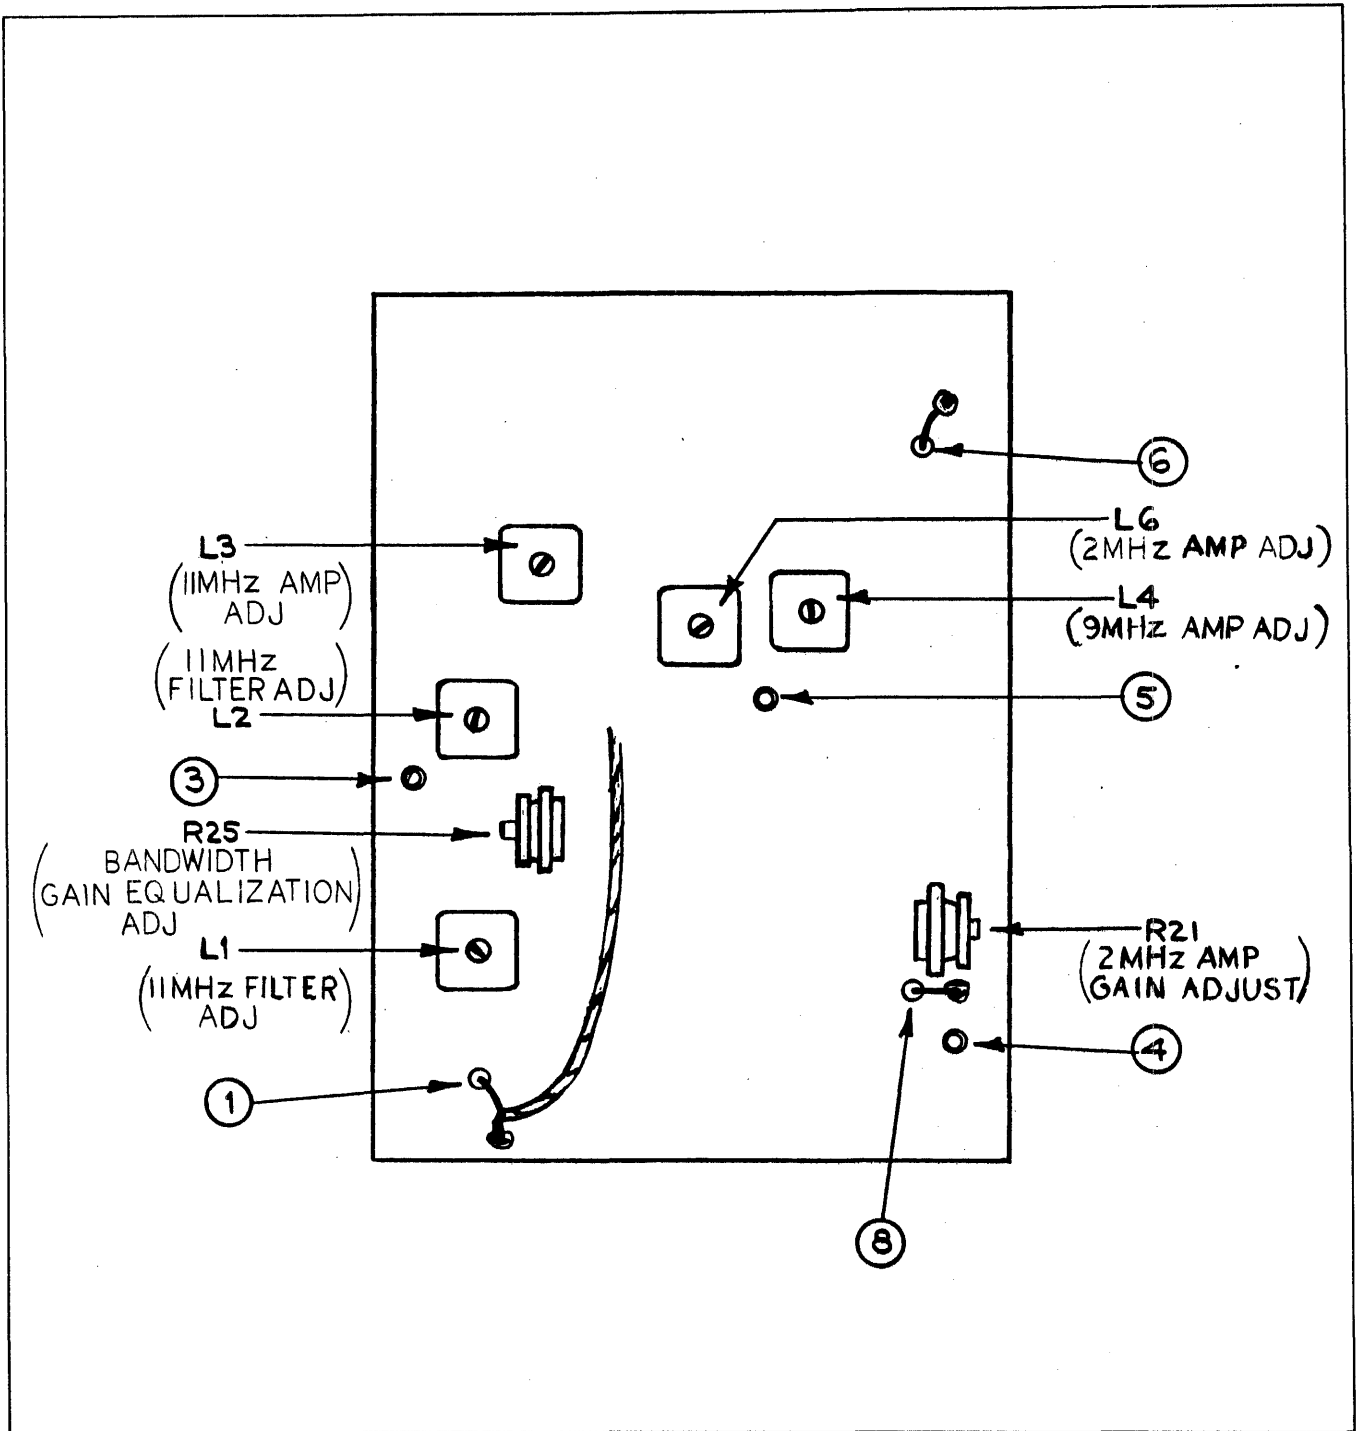 L3
(11MHz AMP
ADJ)
(11MHz
FILTER ADJ)
L2
3
R25
(BANDWIDTH
GAIN EQUALIZATION
ADJ)
L1
(11MHz FILTER
ADJ)
1
6
L6
(2MHz AMP ADJ)
L4
(9MHz AMP ADJ)
5
R21
(2MHz AMP
GAIN ADJUST)
4
8